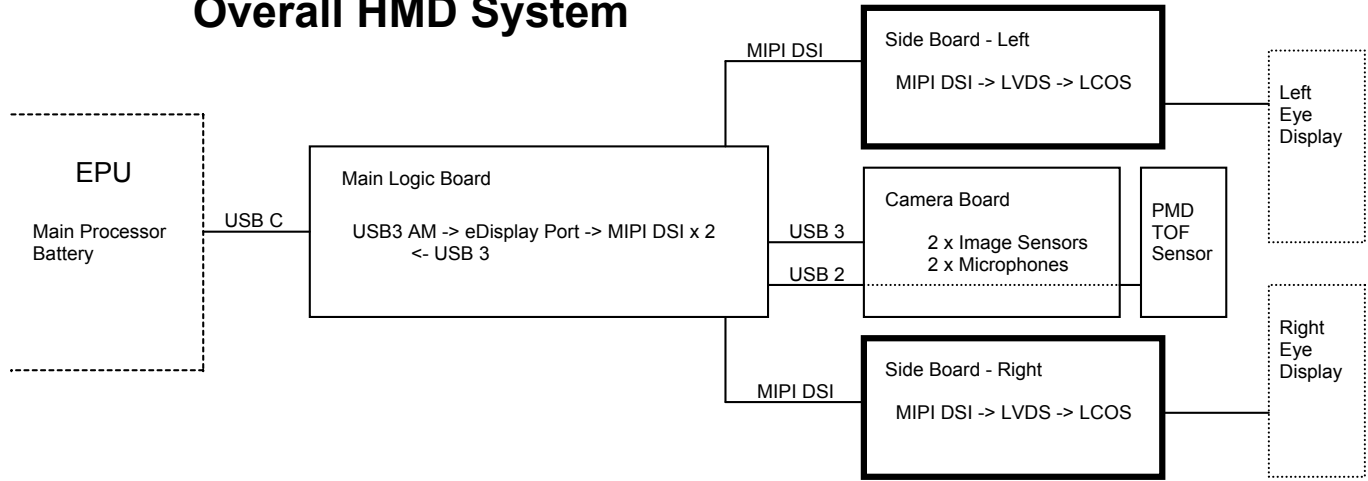 Overall HMD System
EPU
Main Processor
Battery
USB C
Main Logic Board
USB3 AM -> eDisplay Port -> MIPI DSI x 2
<- USB 3
MIPI DSI
Side Board - Left
MIPI DSI -> LVDS -> LCOS
Left
Eye
Display
USB 3
USB 2
Camera Board
2 x Image Sensors
2 x Microphones
PMD
TOF
Sensor
MIPI DSI
Side Board - Right
MIPI DSI -> LVDS -> LCOS
Right
Eye
Display